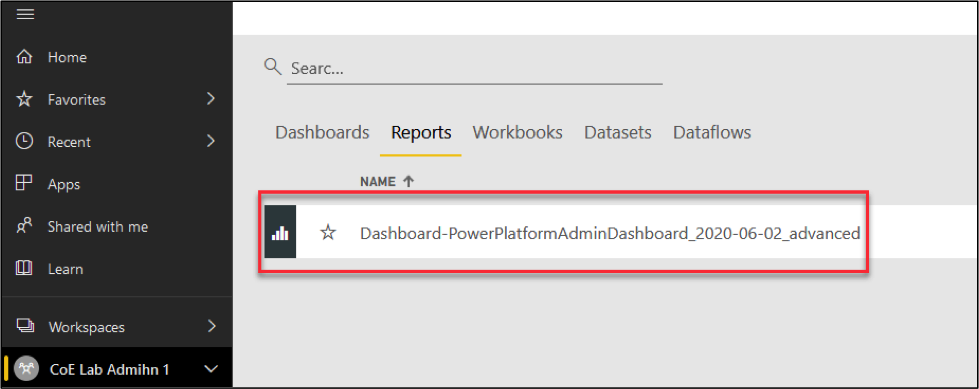 Home
Favorites
Recent
Apps
Shared with me
Learn
Workspaces
CoE Lab Admihn 1
Searc...
Dashboards Reports Workbooks Datasets Dataflows
NAME
Dashboard-PowerPlatformAdminDashboard_2020-06-02_advanced